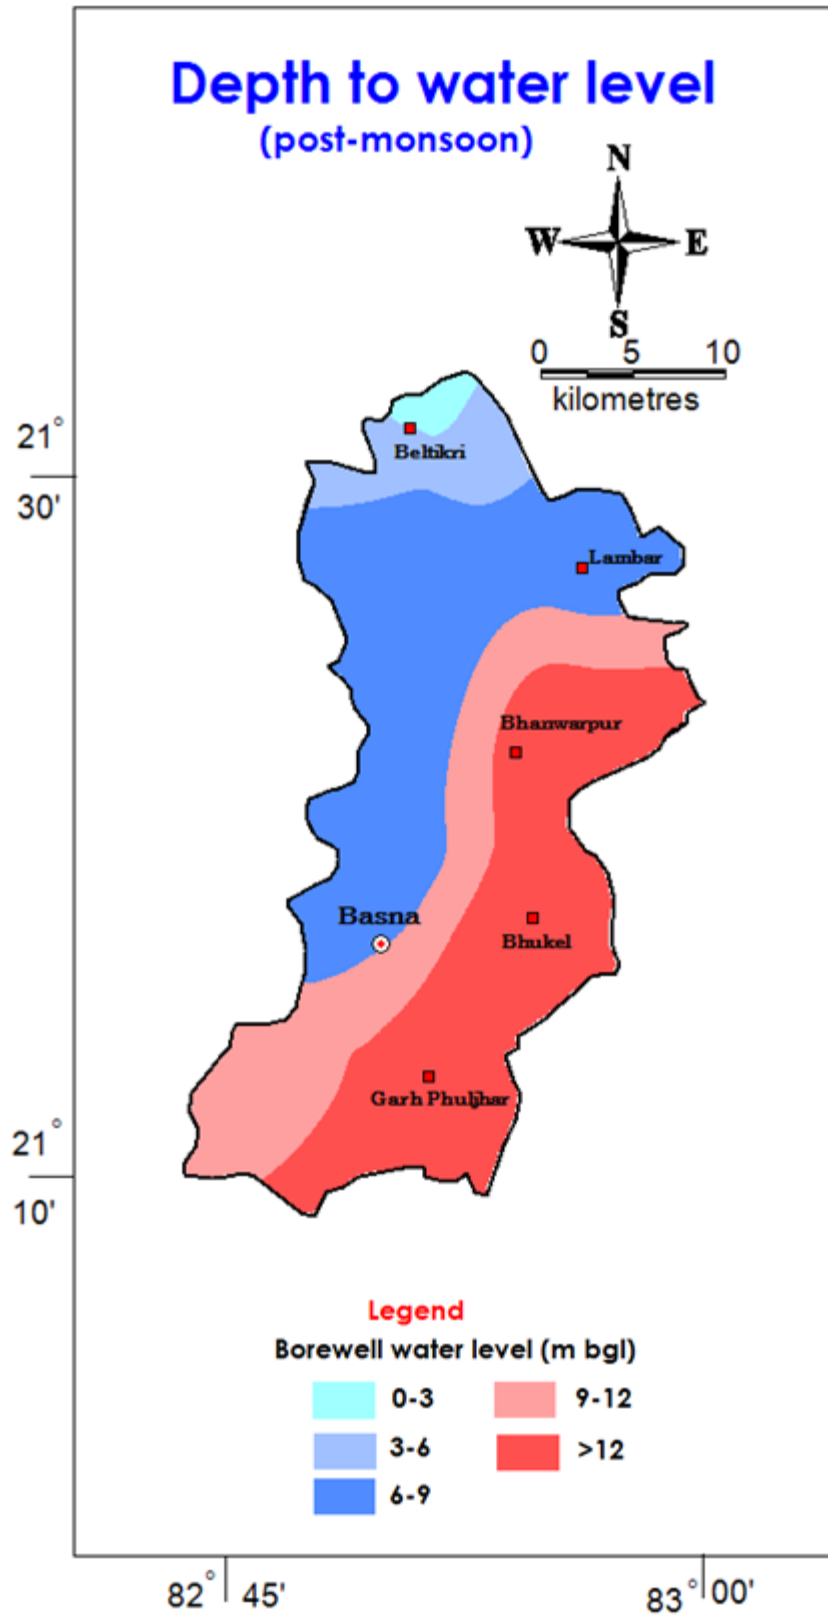 Depth to water level
(post-monsoon)
N
W E
S
0 5 10
kilometres
21°
30'
Beltikri
Lambar
Bhanwarpur
Basna
Bhukel
Garh Phuljhar
21°
10'
Legend
Borewell water level (m bgl)
0-3 9-12
3-6 >12
6-9
82° 45' 83° 00'